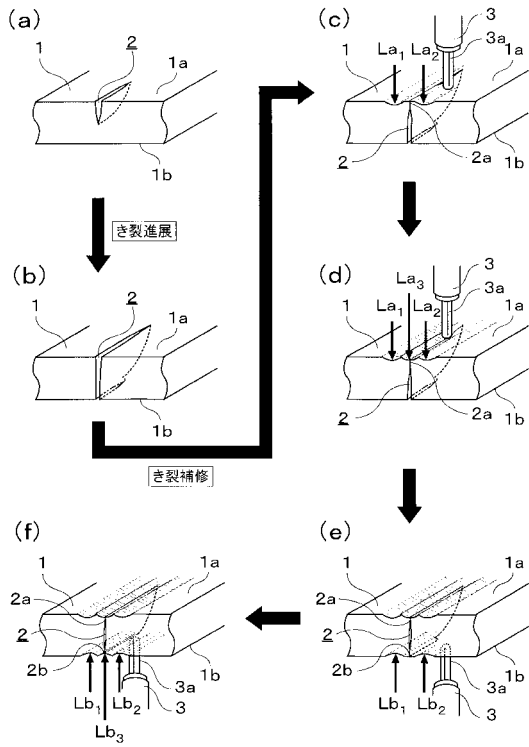 (a)
1
2
1a
1b
き裂進展
(b)
1
2
1a
1b
き裂補修
(c)
1
La1
La2
3
3a
1a
2
2a
1b
(d)
La3
1
La1
La2
3
3a
1a
2
2a
1b
(e)
1
1a
2a
2
2b
1b
Lb1
Lb2
3a
3
(f)
1
1a
2a
2
2b
1b
Lb1
Lb2
Lb3
3a
3